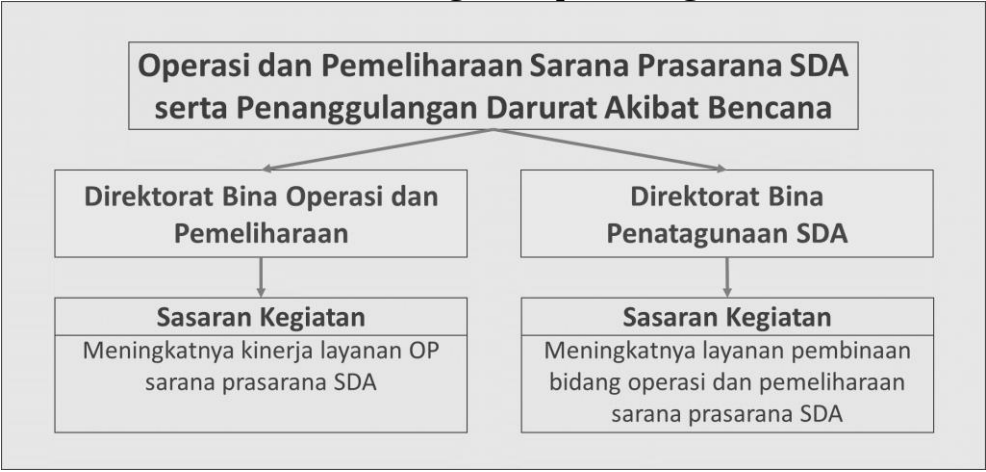 Operasi dan Pemeliharaan Sarana Prasarana SDA
serta Penanggulangan Darurat Akibat Bencana
Direktorat Bina Operasi dan
Pemeliharaan
Direktorat Bina
Penatagunaan SDA
Sasaran Kegiatan
Meningkatnya kinerja layanan OP
sarana prasarana SDA
Sasaran Kegiatan
Meningkatnya layanan pembinaan
bidang operasi dan pemeliharaan
sarana prasarana SDA